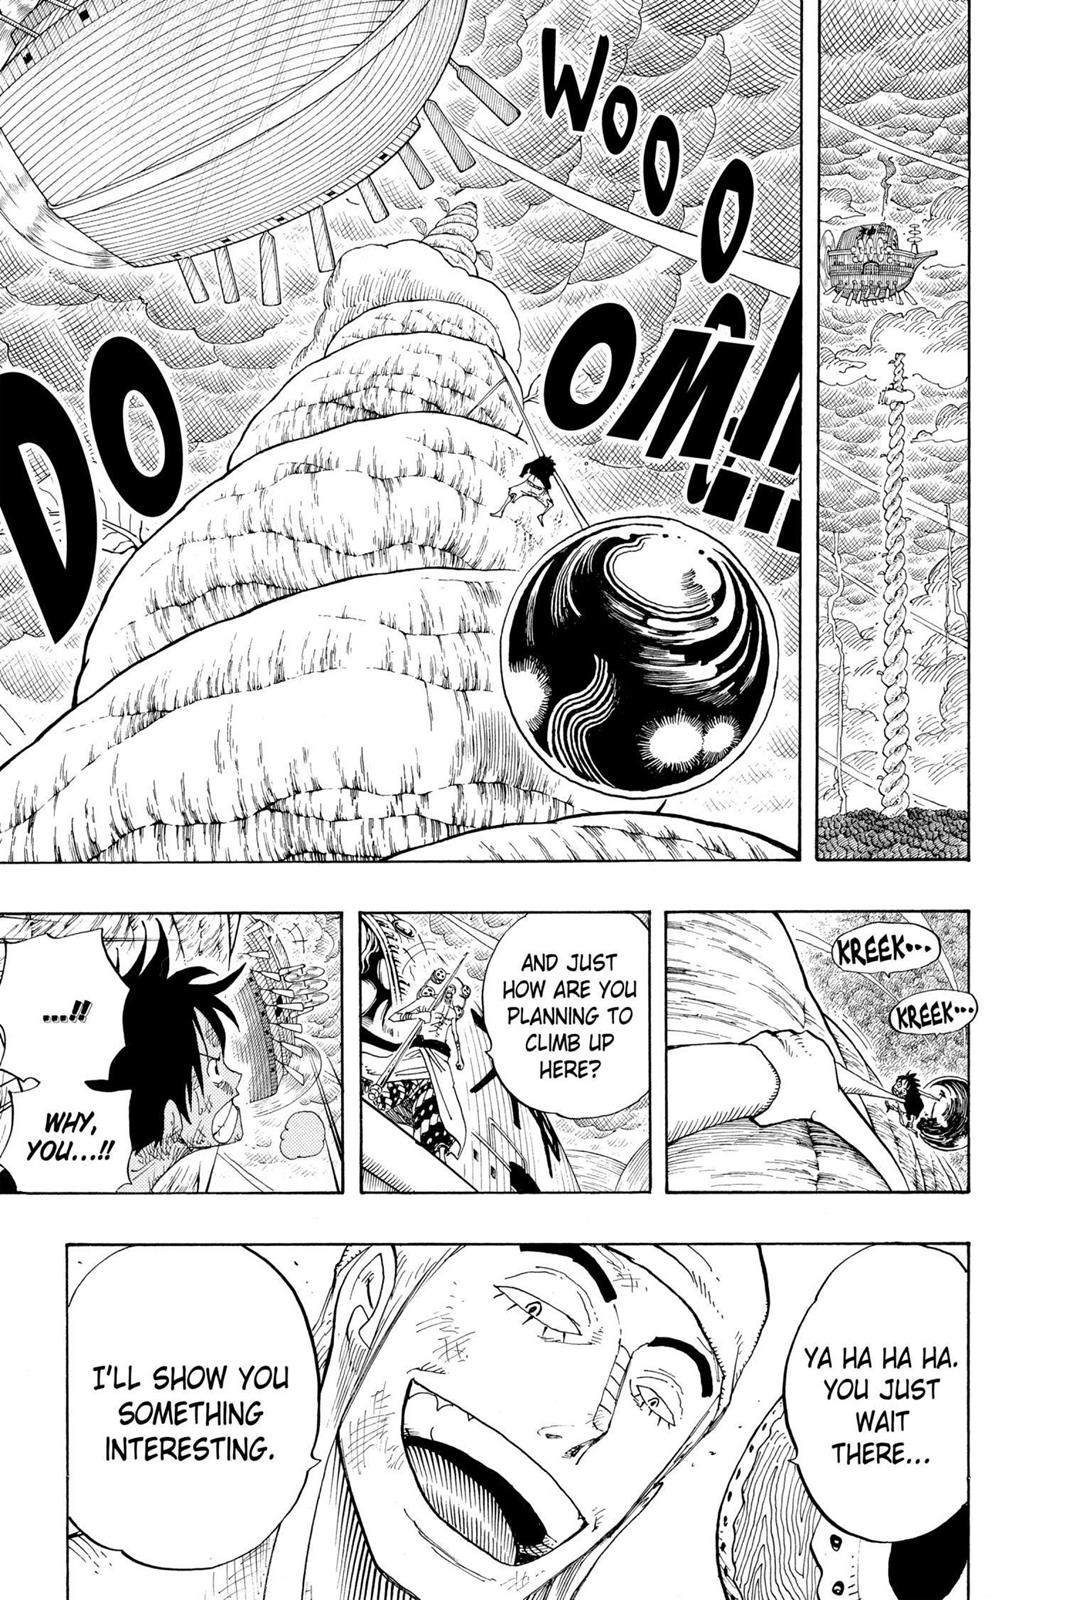 DO
WOOO
OM!!!
KREEK...
KREEK...
AND JUST
HOW ARE YOU
PLANNING TO
CLIMB UP
HERE?
...!!
WHY,
YOU...!!
YA HA HA HA.
YOU JUST
WAIT
THERE...
I'LL SHOW YOU
SOMETHING
INTERESTING.